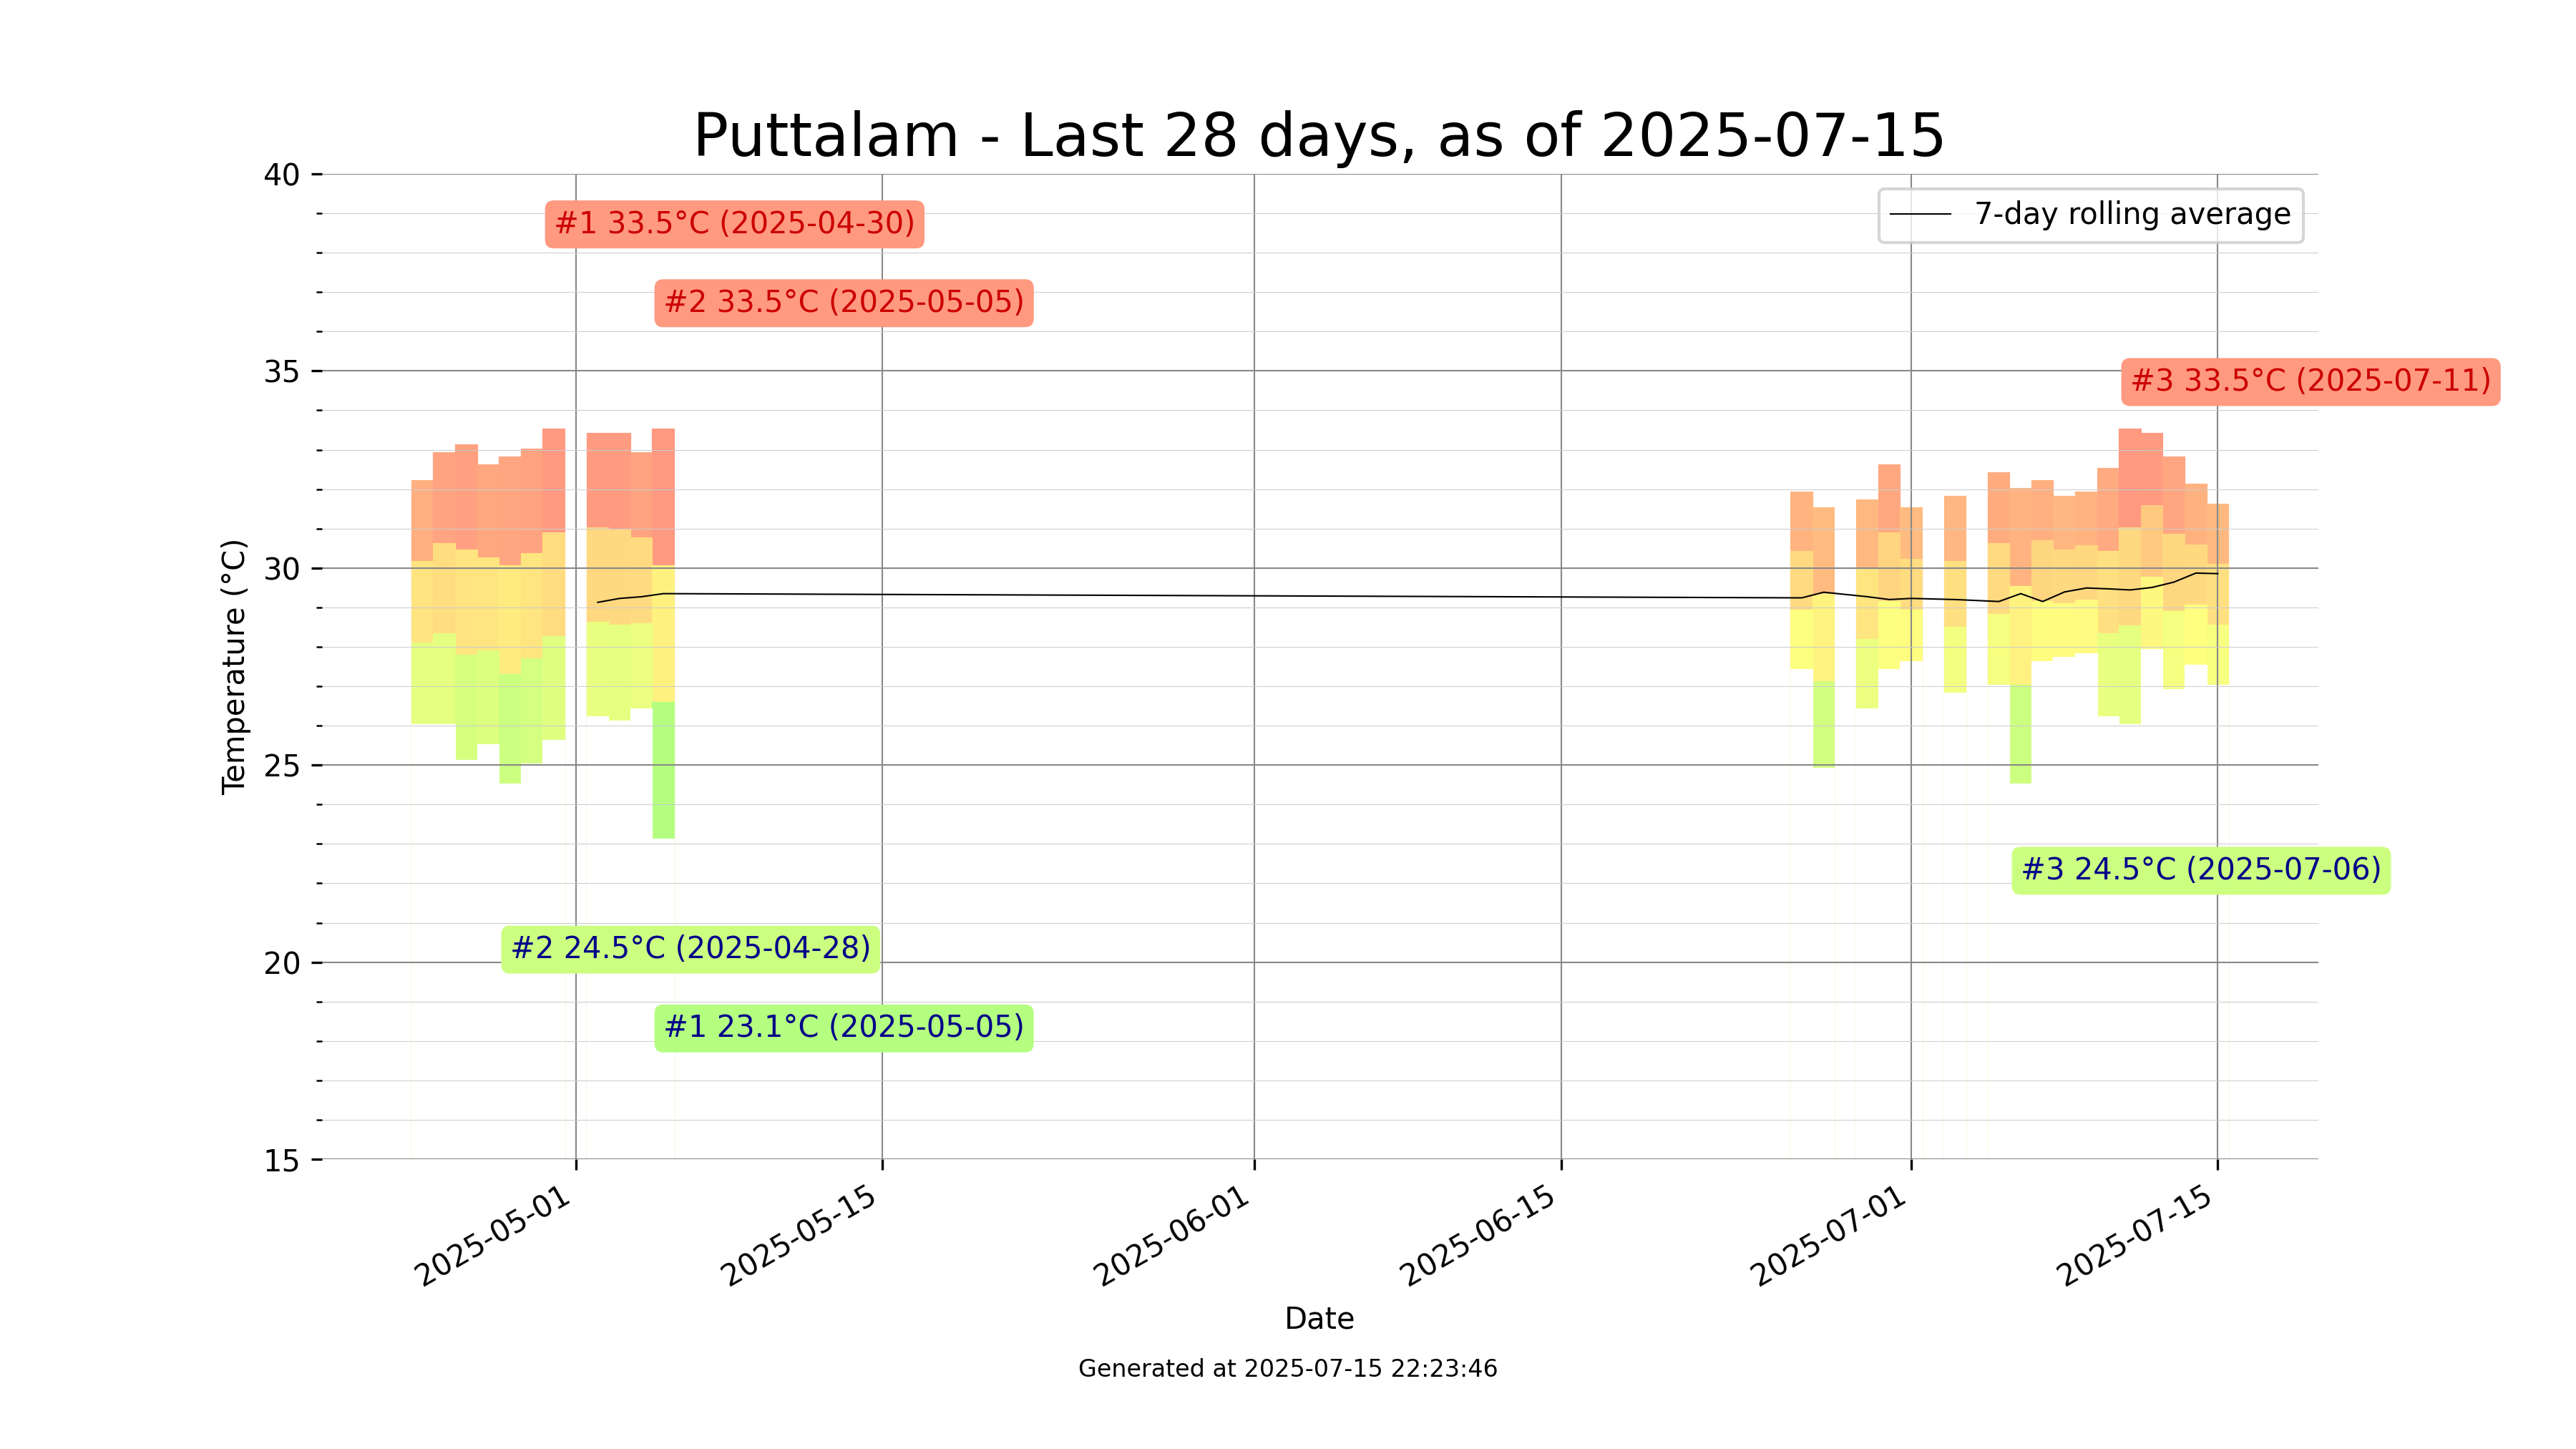 Puttalam - Last 28 days, as of 2025-07-15
40
35
30
25
20
15
Temperature (°C)
#1 33.5°C (2025-04-30)
#2 33.5°C (2025-05-05)
7-day rolling average
#3 33.5°C (2025-07-11)
#3 24.5°C (2025-07-06)
#2 24.5°C (2025-04-28)
#1 23.1°C (2025-05-05)
2025-05-01
2025-05-15
2025-06-01
2025-06-15
2025-07-01
2025-07-15
Date
Generated at 2025-07-15 22:23:46